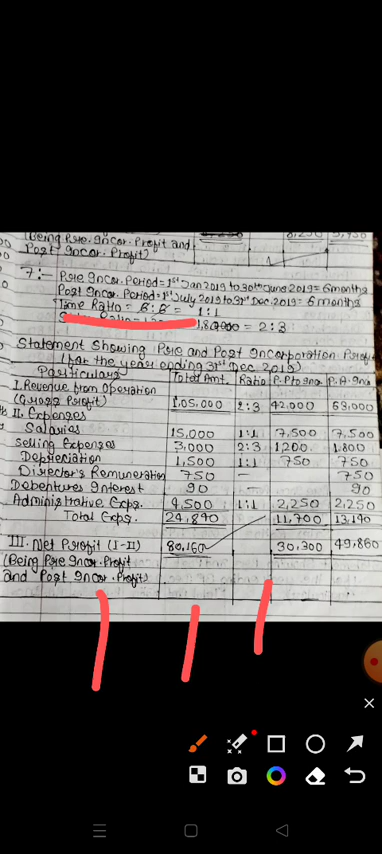 (Being Pre. Incor. Profit and
Post Incor. Profit)
7:- Pre Incor. Period = 1st Jan 2019 to 30th June 2019 = 6 months
Post Incor. Period = 1st July 2019 to 31st Dec. 2019 = 6 months
Time Ratio = 6:6 = 1:1
= 2:3
Statement Showing Pre and Post Incorporation Profit
(for the year ending 31st Dec 2019)
Particulars Total Amt. Ratio P. P to Inc. P. A. Inc.
I. Revenue from Operation
(Gross Profit) 1,05,000 2:3 42,000 63,000
II. Expenses
Salaries 15,000 1:1 7,500 7,500
Selling Expenses 3,000 2:3 1,200 1,800
Depreciation 1,500 1:1 750 750
Director's Remuneration 750 - 750
Debentures Interest 90 - 90
Administrative Exps. 4,500 1:1 2,250 2,250
Total Exps. 24,840 11,700 13,140
III. Net Profit (I-II) 80,160 30,300 49,860
(Being Pre Incor. Profit
and Post Incor. Profit)